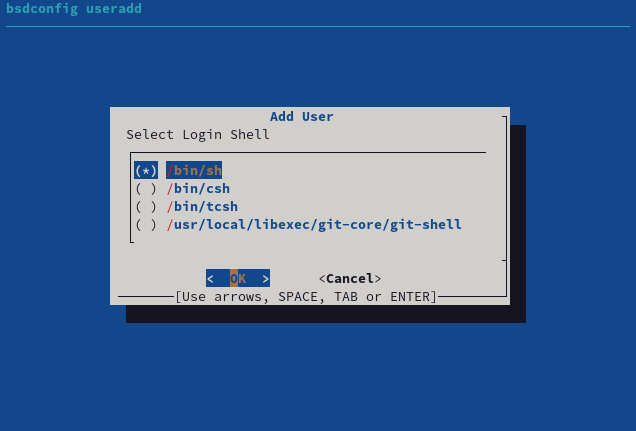 bsdconfig useradd
Add User
Select Login Shell
(*) /bin/sh
( ) /bin/csh
( ) /bin/tcsh
( ) /usr/local/libexec/git-core/git-shell
<  OK  > <Cancel>
[Use arrows, SPACE, TAB or ENTER]